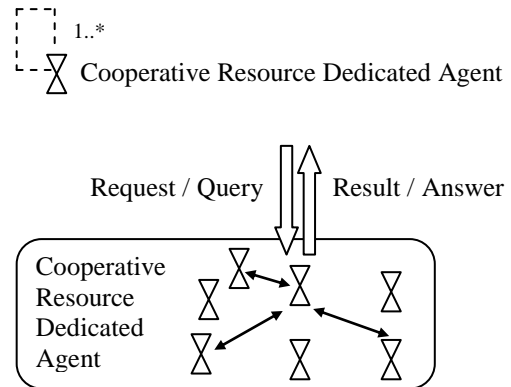 1..*
Cooperative Resource Dedicated Agent
Request / Query
Result / Answer
Cooperative
Resource
Dedicated
Agent